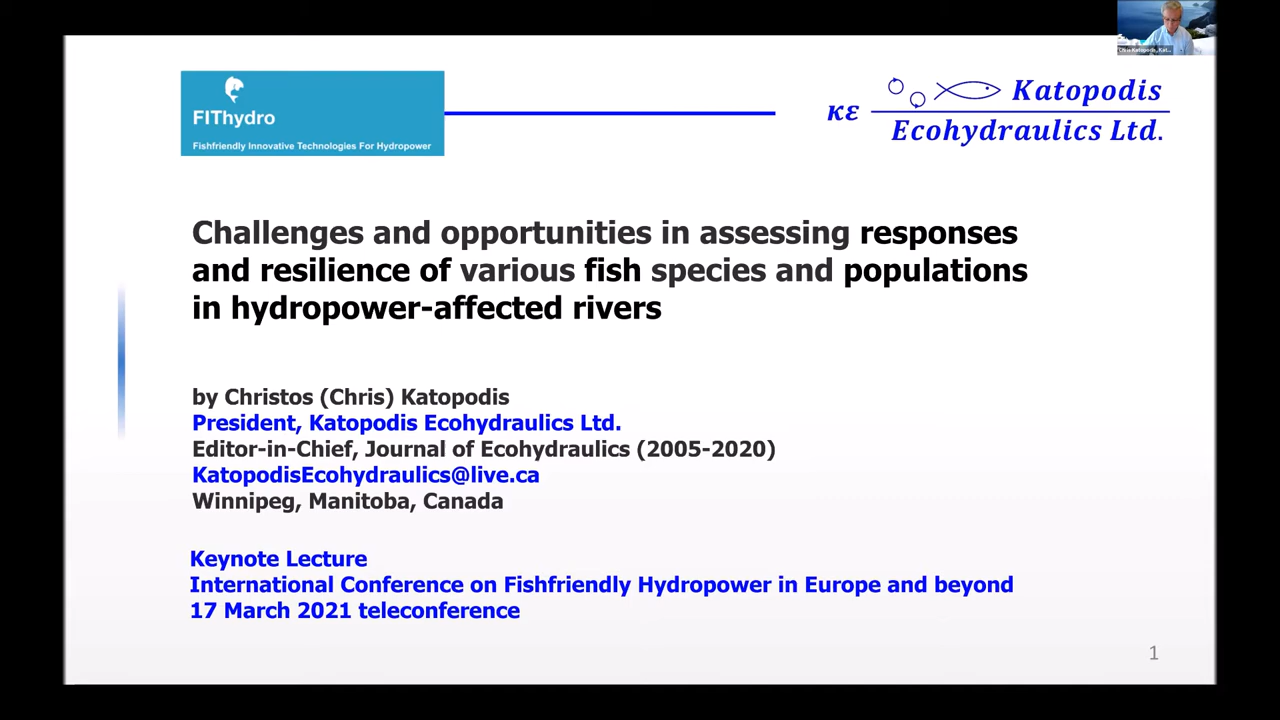 FIThydro
Fishfriendly Innovative Technologies For Hydropower
κε
Katopodis
Ecohydraulics Ltd.
Challenges and opportunities in assessing responses
and resilience of various fish species and populations
in hydropower-affected rivers
by Christos (Chris) Katopodis
President, Katopodis Ecohydraulics Ltd.
Editor-in-Chief, Journal of Ecohydraulics (2005-2020)
KatopodisEcohydraulics@live.ca
Winnipeg, Manitoba, Canada
Keynote Lecture
International Conference on Fishfriendly Hydropower in Europe and beyond
17 March 2021 teleconference
1